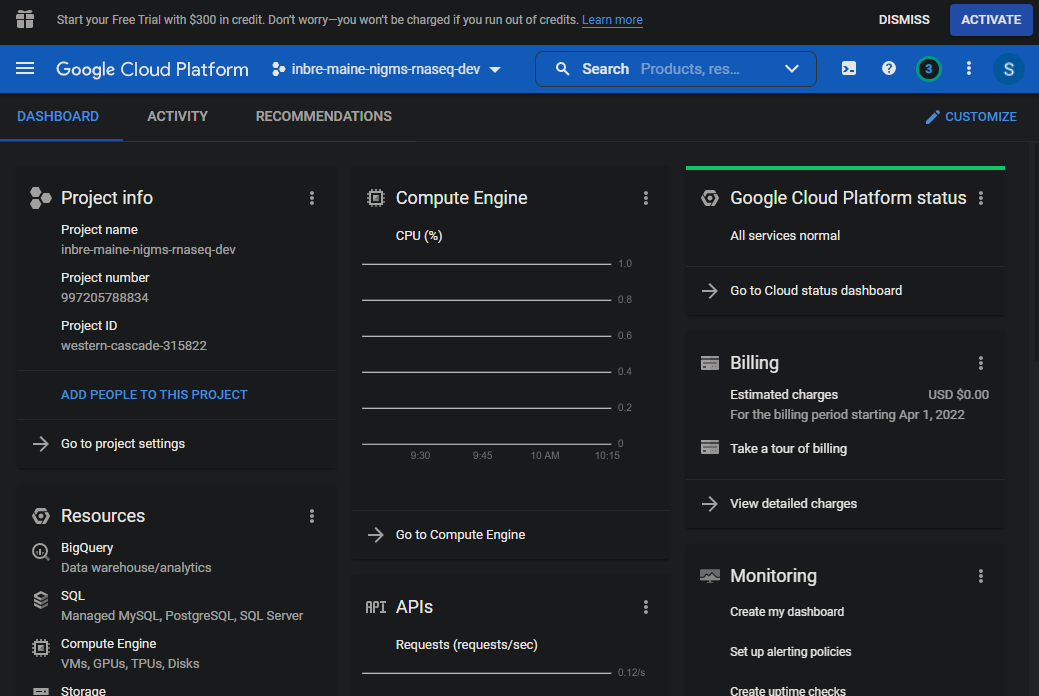 Start your Free Trial with $300 in credit. Don't worry—you won't be charged if you run out of credits. Learn more
DISMISS
ACTIVATE
Google Cloud Platform
inbre-maine-nigms-rnaseq-dev
Search Products, res...
3
S
DASHBOARD
ACTIVITY
RECOMMENDATIONS
CUSTOMIZE
Project info
Project name
inbre-maine-nigms-rnaseq-dev
Project number
997205788834
Project ID
western-cascade-315822
ADD PEOPLE TO THIS PROJECT
Go to project settings
Resources
BigQuery
Data warehouse/analytics
SQL
Managed MySQL, PostgreSQL, SQL Server
Compute Engine
VMs, GPUs, TPUs, Disks
Storage
Compute Engine
CPU (%)
1.0
0.8
0.6
0.4
0.2
0
9:30 9:45 10 AM 10:15
Go to Compute Engine
API APIs
Requests (requests/sec)
0.12/s
Google Cloud Platform status
All services normal
Go to Cloud status dashboard
Billing
Estimated charges USD $0.00
For the billing period starting Apr 1, 2022
Take a tour of billing
View detailed charges
Monitoring
Create my dashboard
Set up alerting policies
Create uptime checks